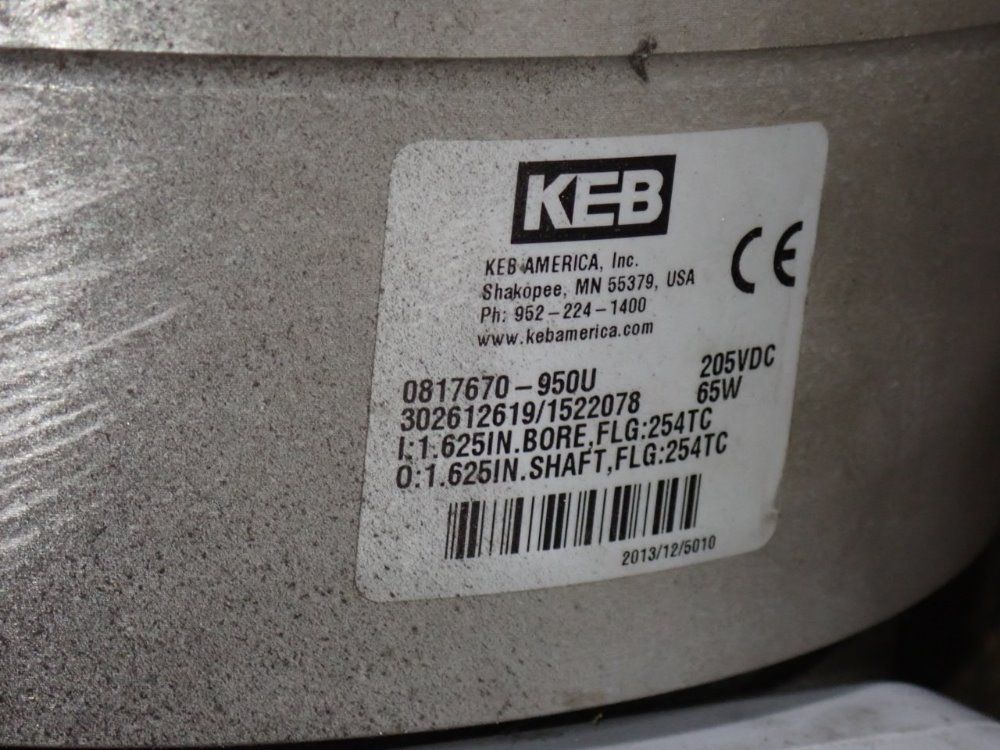 KEB
CE
KEB AMERICA, Inc.
Shakopee, MN 55379, USA
Ph: 952-224-1400
www.kebamerica.com
0817670-950U 205VDC
302612619/1522078 65W
I:1.625IN.BORE,FLG:254TC
O:1.625IN.SHAFT,FLG:254TC
2013/12/5010